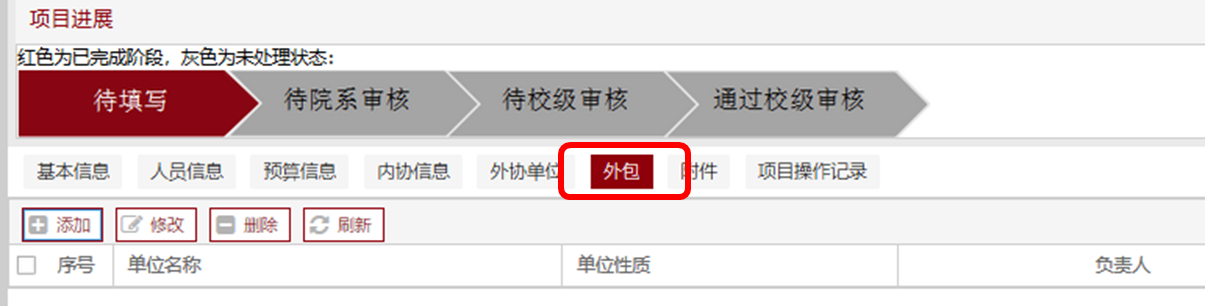 项目进展
红色为已完成阶段，灰色为未处理状态：
待填写 待院系审核 待校级审核 通过校级审核
基本信息 人员信息 预算信息 内协信息 外协单位 外包 附件 项目操作记录
添加 修改 删除 刷新
序号 单位名称 单位性质 负责人